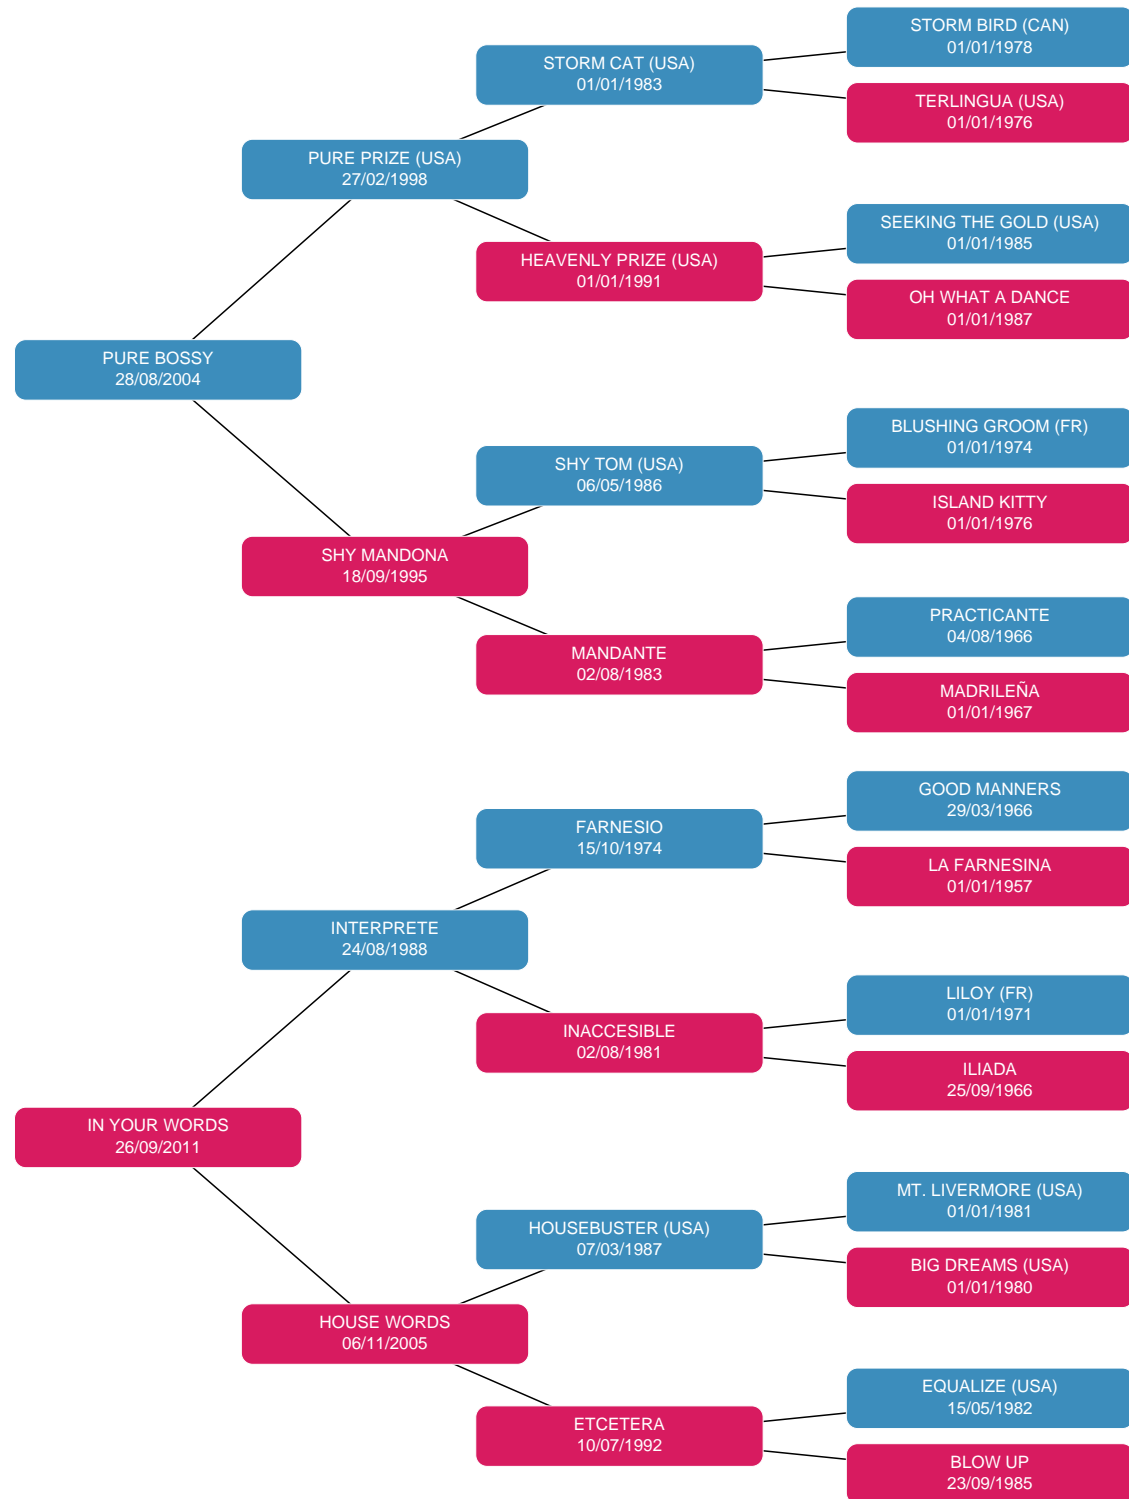 STORM BIRD (CAN)
01/01/1978
STORM CAT (USA)
01/01/1983
TERLINGUA (USA)
01/01/1976
PURE PRIZE (USA)
27/02/1998
SEEKING THE GOLD (USA)
01/01/1985
HEAVENLY PRIZE (USA)
01/01/1991
OH WHAT A DANCE
01/01/1987
PURE BOSSY
28/08/2004
BLUSHING GROOM (FR)
01/01/1974
SHY TOM (USA)
06/05/1986
ISLAND KITTY
01/01/1976
SHY MANDONA
18/09/1995
PRACTICANTE
04/08/1966
MANDANTE
02/08/1983
MADRILEÑA
01/01/1967
GOOD MANNERS
29/03/1966
FARNESIO
15/10/1974
LA FARNESINA
01/01/1957
INTERPRETE
24/08/1988
LILOY (FR)
01/01/1971
INACCESIBLE
02/08/1981
ILIADA
25/09/1966
IN YOUR WORDS
26/09/2011
MT. LIVERMORE (USA)
01/01/1981
HOUSEBUSTER (USA)
07/03/1987
BIG DREAMS (USA)
01/01/1980
HOUSE WORDS
06/11/2005
EQUALIZE (USA)
15/05/1982
ETCETERA
10/07/1992
BLOW UP
23/09/1985